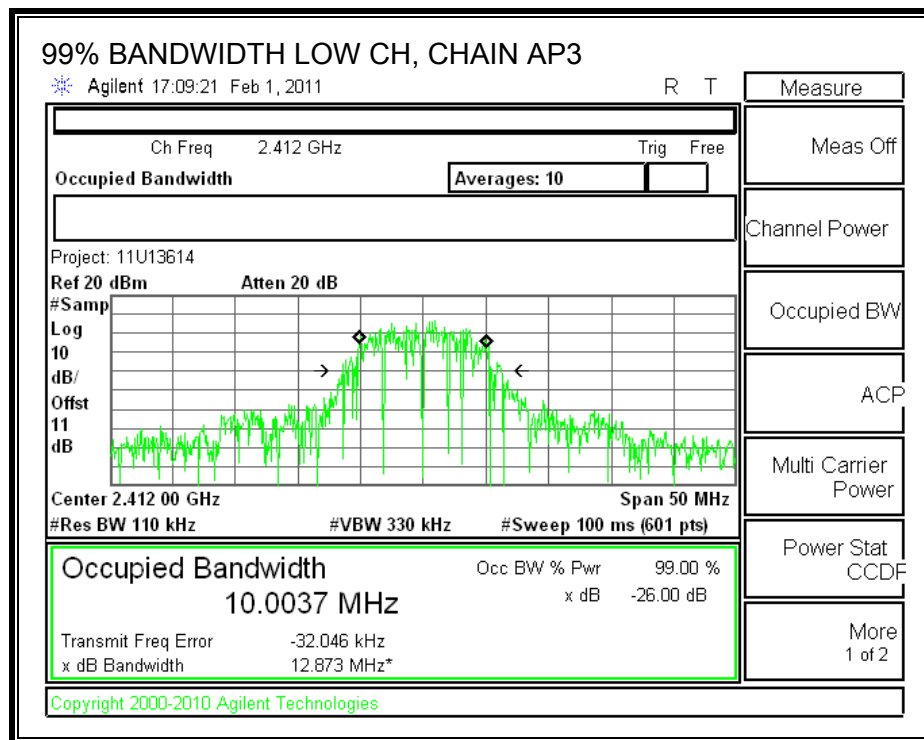 99% BANDWIDTH LOW CH, CHAIN AP3
Agilent 17:09:21 Feb 1, 2011 R T
Ch Freq 2.412 GHz Trig Free
Occupied Bandwidth Averages: 10
Project: 11U13614
Ref 20 dBm Atten 20 dB
#Samp
Log
10
dB/
Offst
11
dB
Center 2.412 00 GHz Span 50 MHz
#Res BW 110 kHz #VBW 330 kHz #Sweep 100 ms (601 pts)
Occupied Bandwidth Occ BW % Pwr 99.00 %
10.0037 MHz x dB -26.00 dB
Transmit Freq Error -32.046 kHz
x dB Bandwidth 12.873 MHz*
Copyright 2000-2010 Agilent Technologies
Measure
Meas Off
Channel Power
Occupied BW
ACP
Multi Carrier
Power
Power Stat
CCDF
More
1 of 2